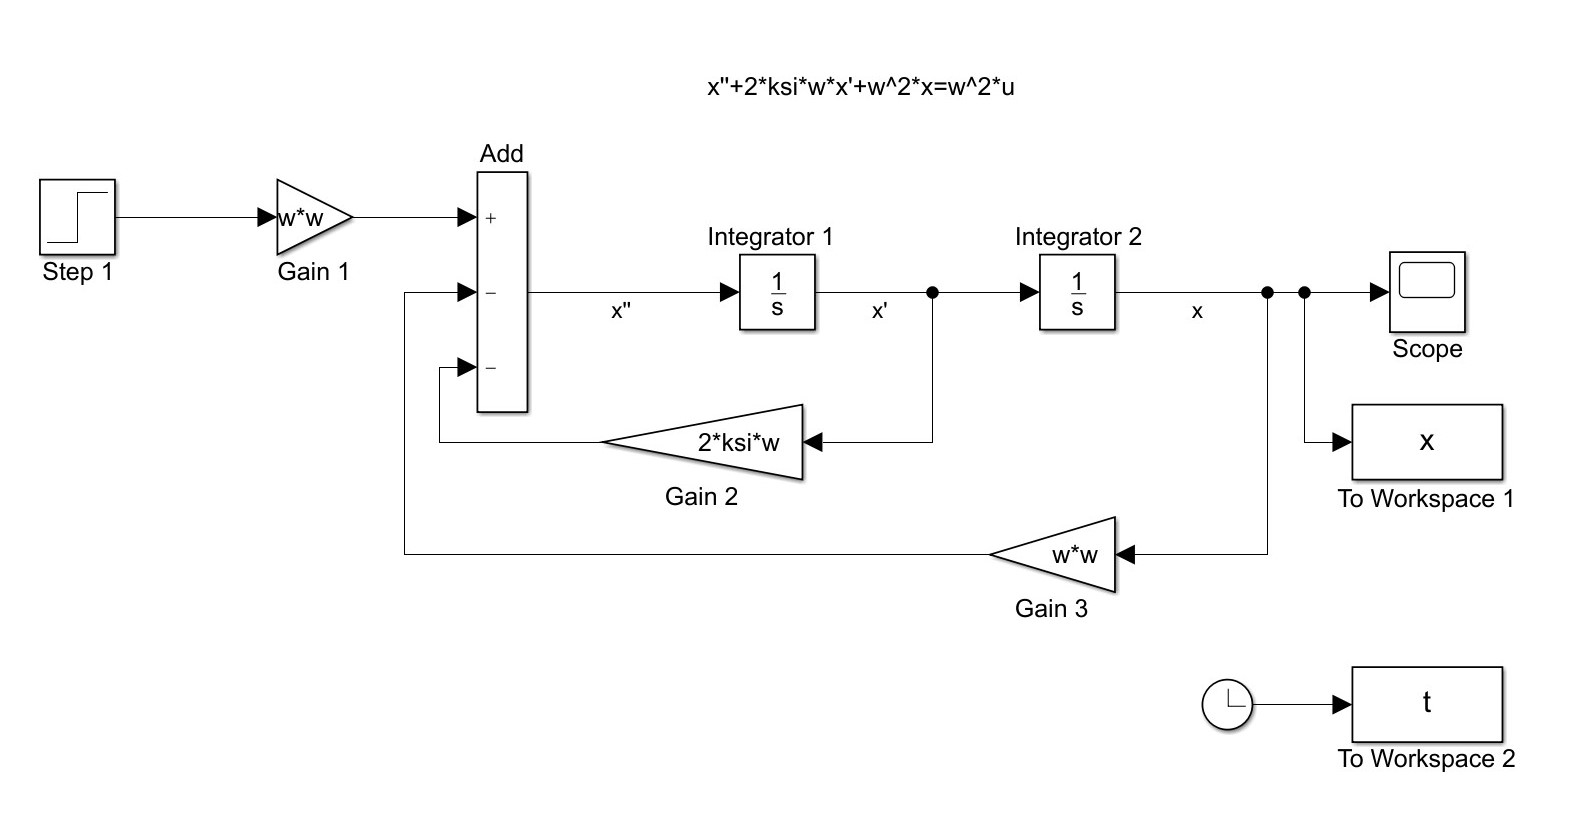 x"+2*ksi*w*x'+w^2*x=w^2*u
Add
w*w
+
Step 1
Gain 1
Integrator 1
Integrator 2
−
1
s
1
s
x"
x'
x
Scope
−
2*ksi*w
x
Gain 2
To Workspace 1
w*w
Gain 3
t
To Workspace 2